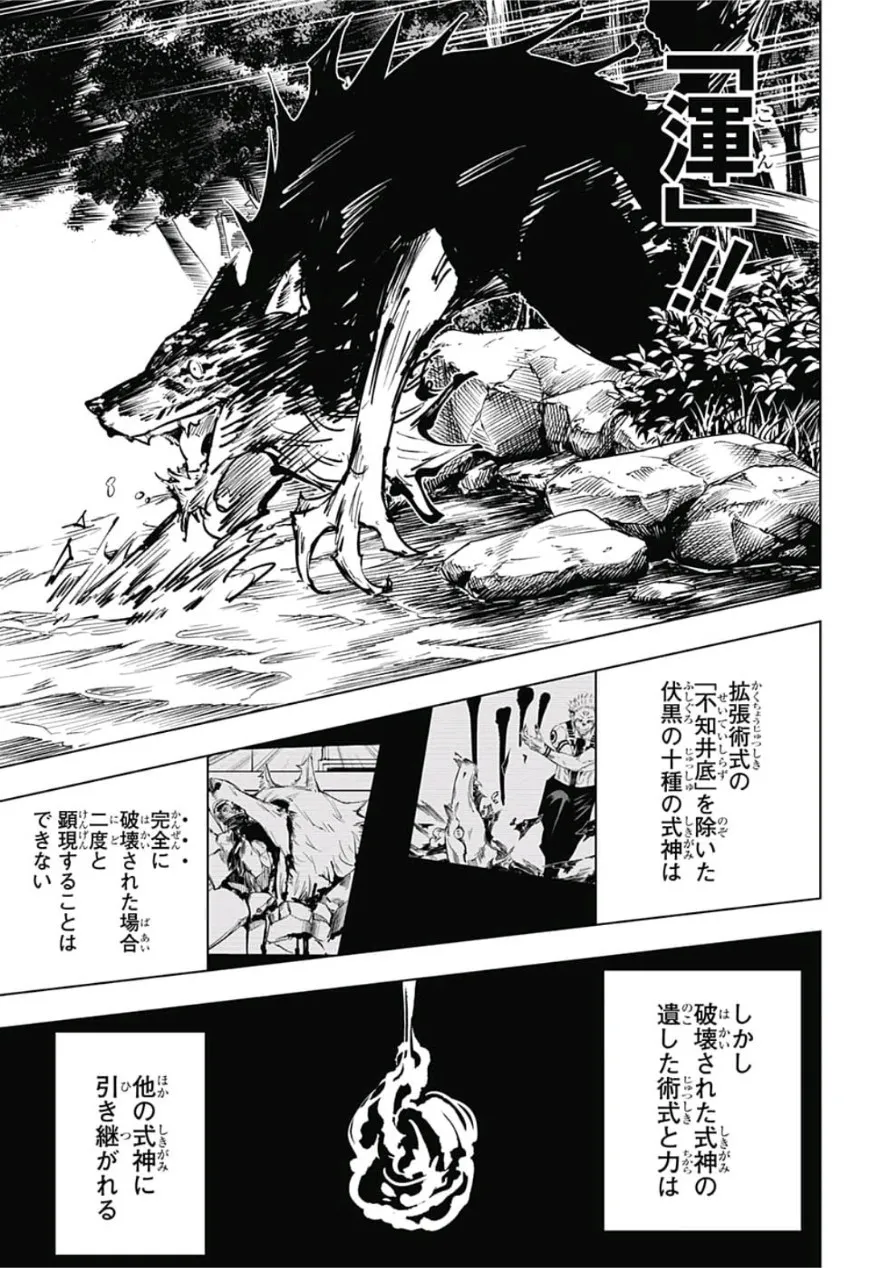 「渾」!!
拡張術式の
「不知井底」を除いた
伏黒の十種の式神は
完全に
破壊された場合
二度と
顕現することは
できない
しかし
破壊された式神の
遺した術式と力は
他の式神に
引き継がれる